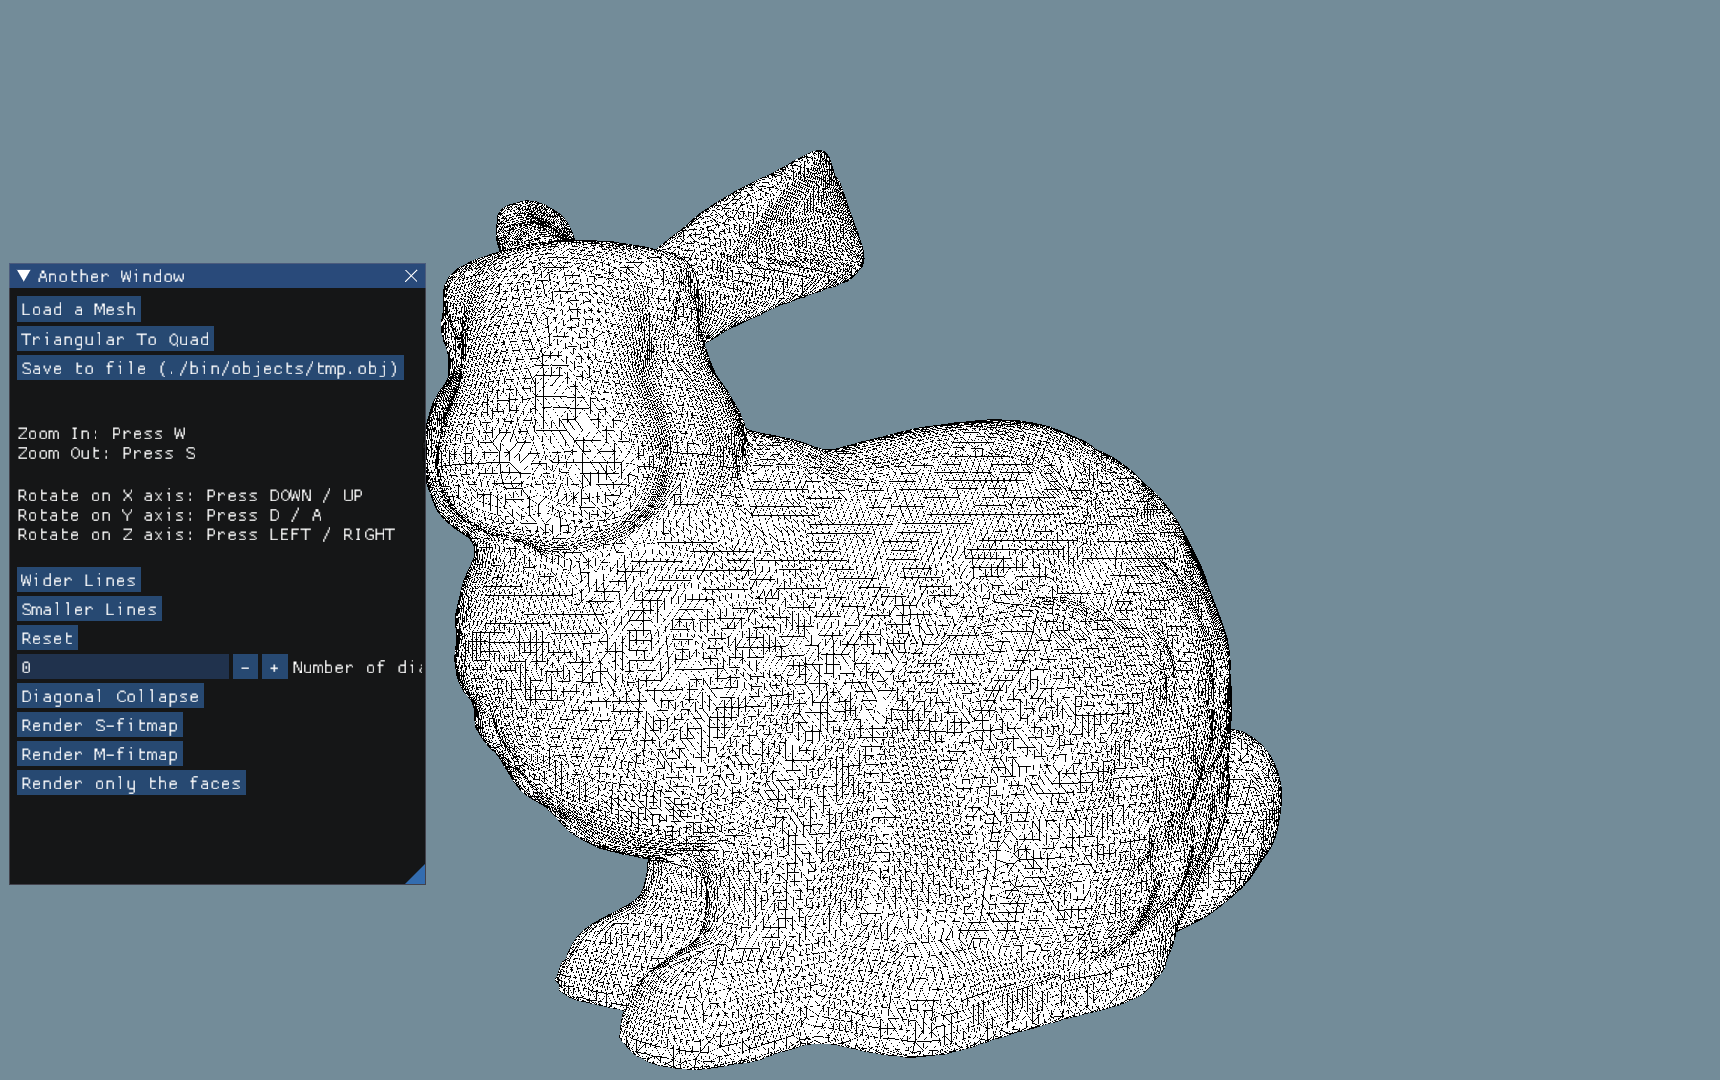 Another Window
Load a Mesh
Triangular To Quad
Save to file (./bin/objects/tmp.obj)
Zoom In: Press W
Zoom Out: Press S
Rotate on X axis: Press DOWN / UP
Rotate on Y axis: Press D / A
Rotate on Z axis: Press LEFT / RIGHT
Wider Lines
Smaller Lines
Reset
0 - + Number of
Diagonal Collapse
Render S-fitmap
Render M-fitmap
Render only the faces